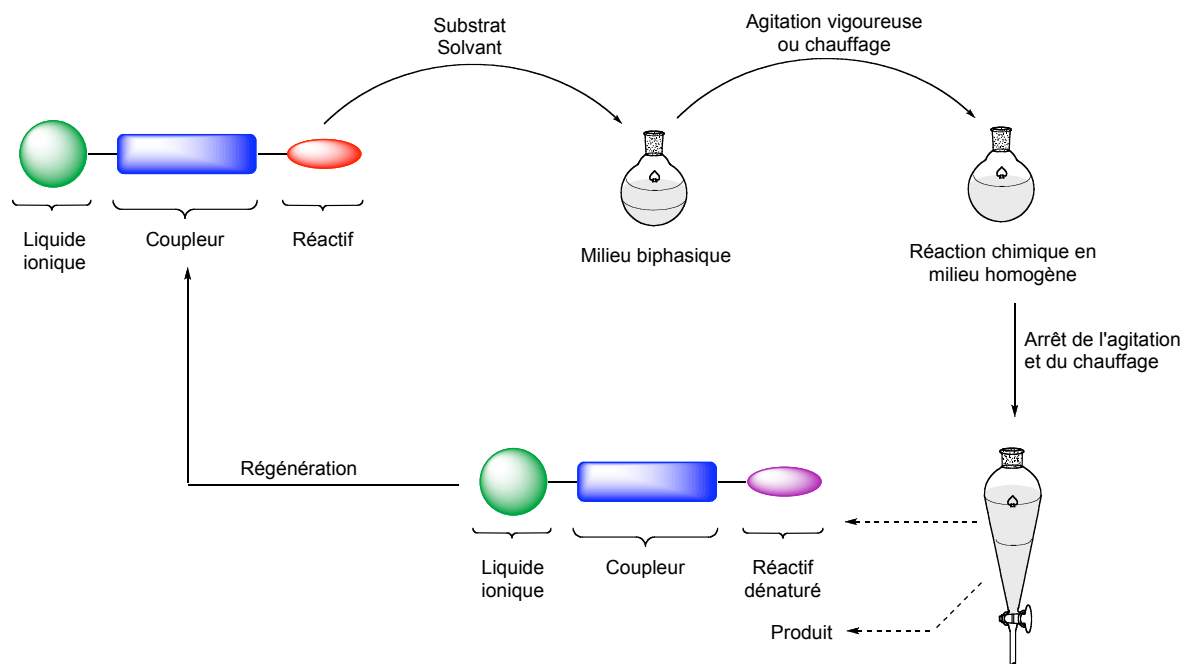 Substrat
Solvant
Agitation vigoureuse
ou chauffage
Liquide
ionique
Coupleur
Réactif
Milieu biphasique
Réaction chimique en
milieu homogène
Arrêt de l'agitation
et du chauffage
Régénération
Liquide
ionique
Coupleur
Réactif
dénaturé
Produit